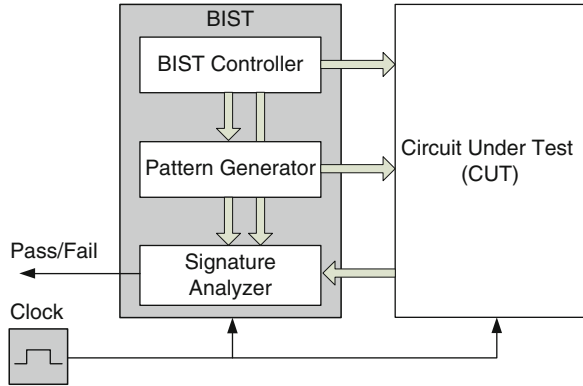 BIST
BIST Controller
Pattern Generator
Circuit Under Test
(CUT)
Pass/Fail
Signature
Analyzer
Clock